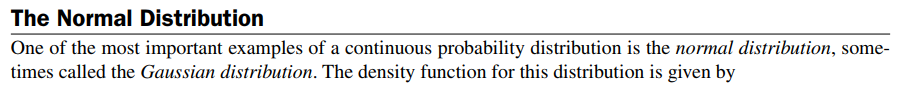 The Normal Distribution
One of the most important examples of a continuous probability distribution is the normal distribution, some-
times called the Gaussian distribution. The density function for this distribution is given by